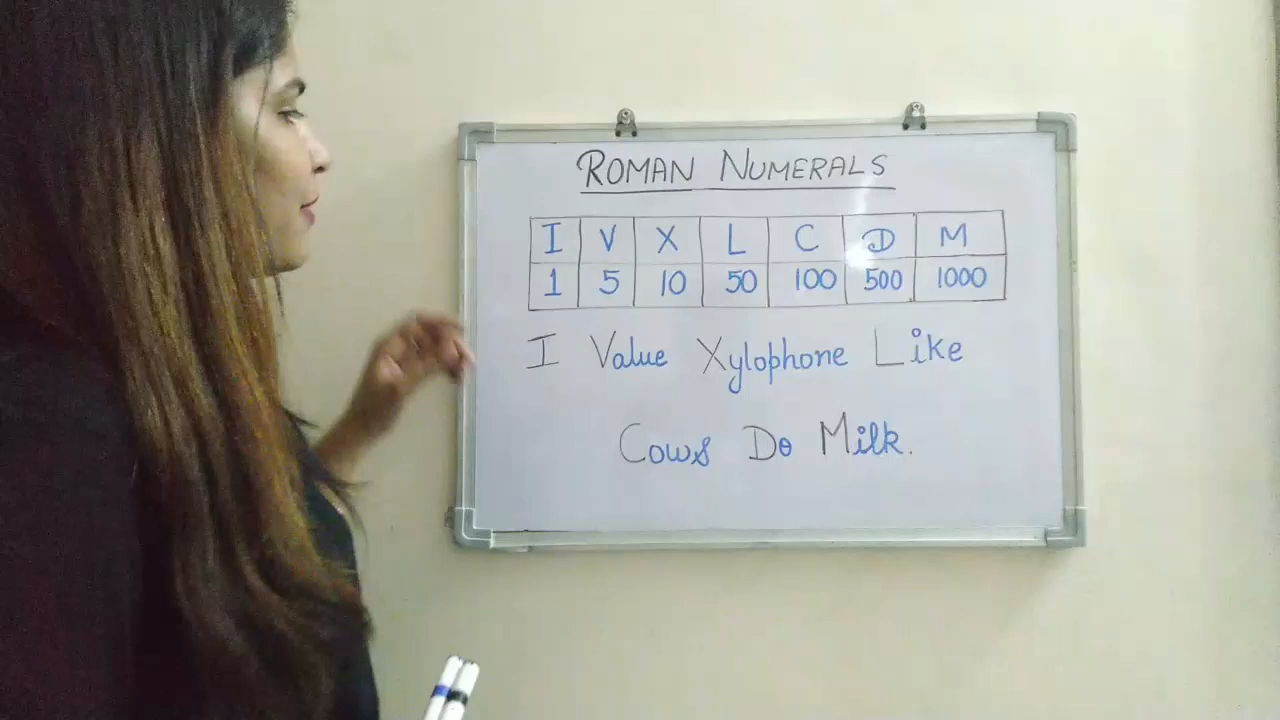 ROMAN NUMERALS
I V X L C D M
1 5 10 50 100 500 1000
I Value Xylophone Like
Cows Do Milk.